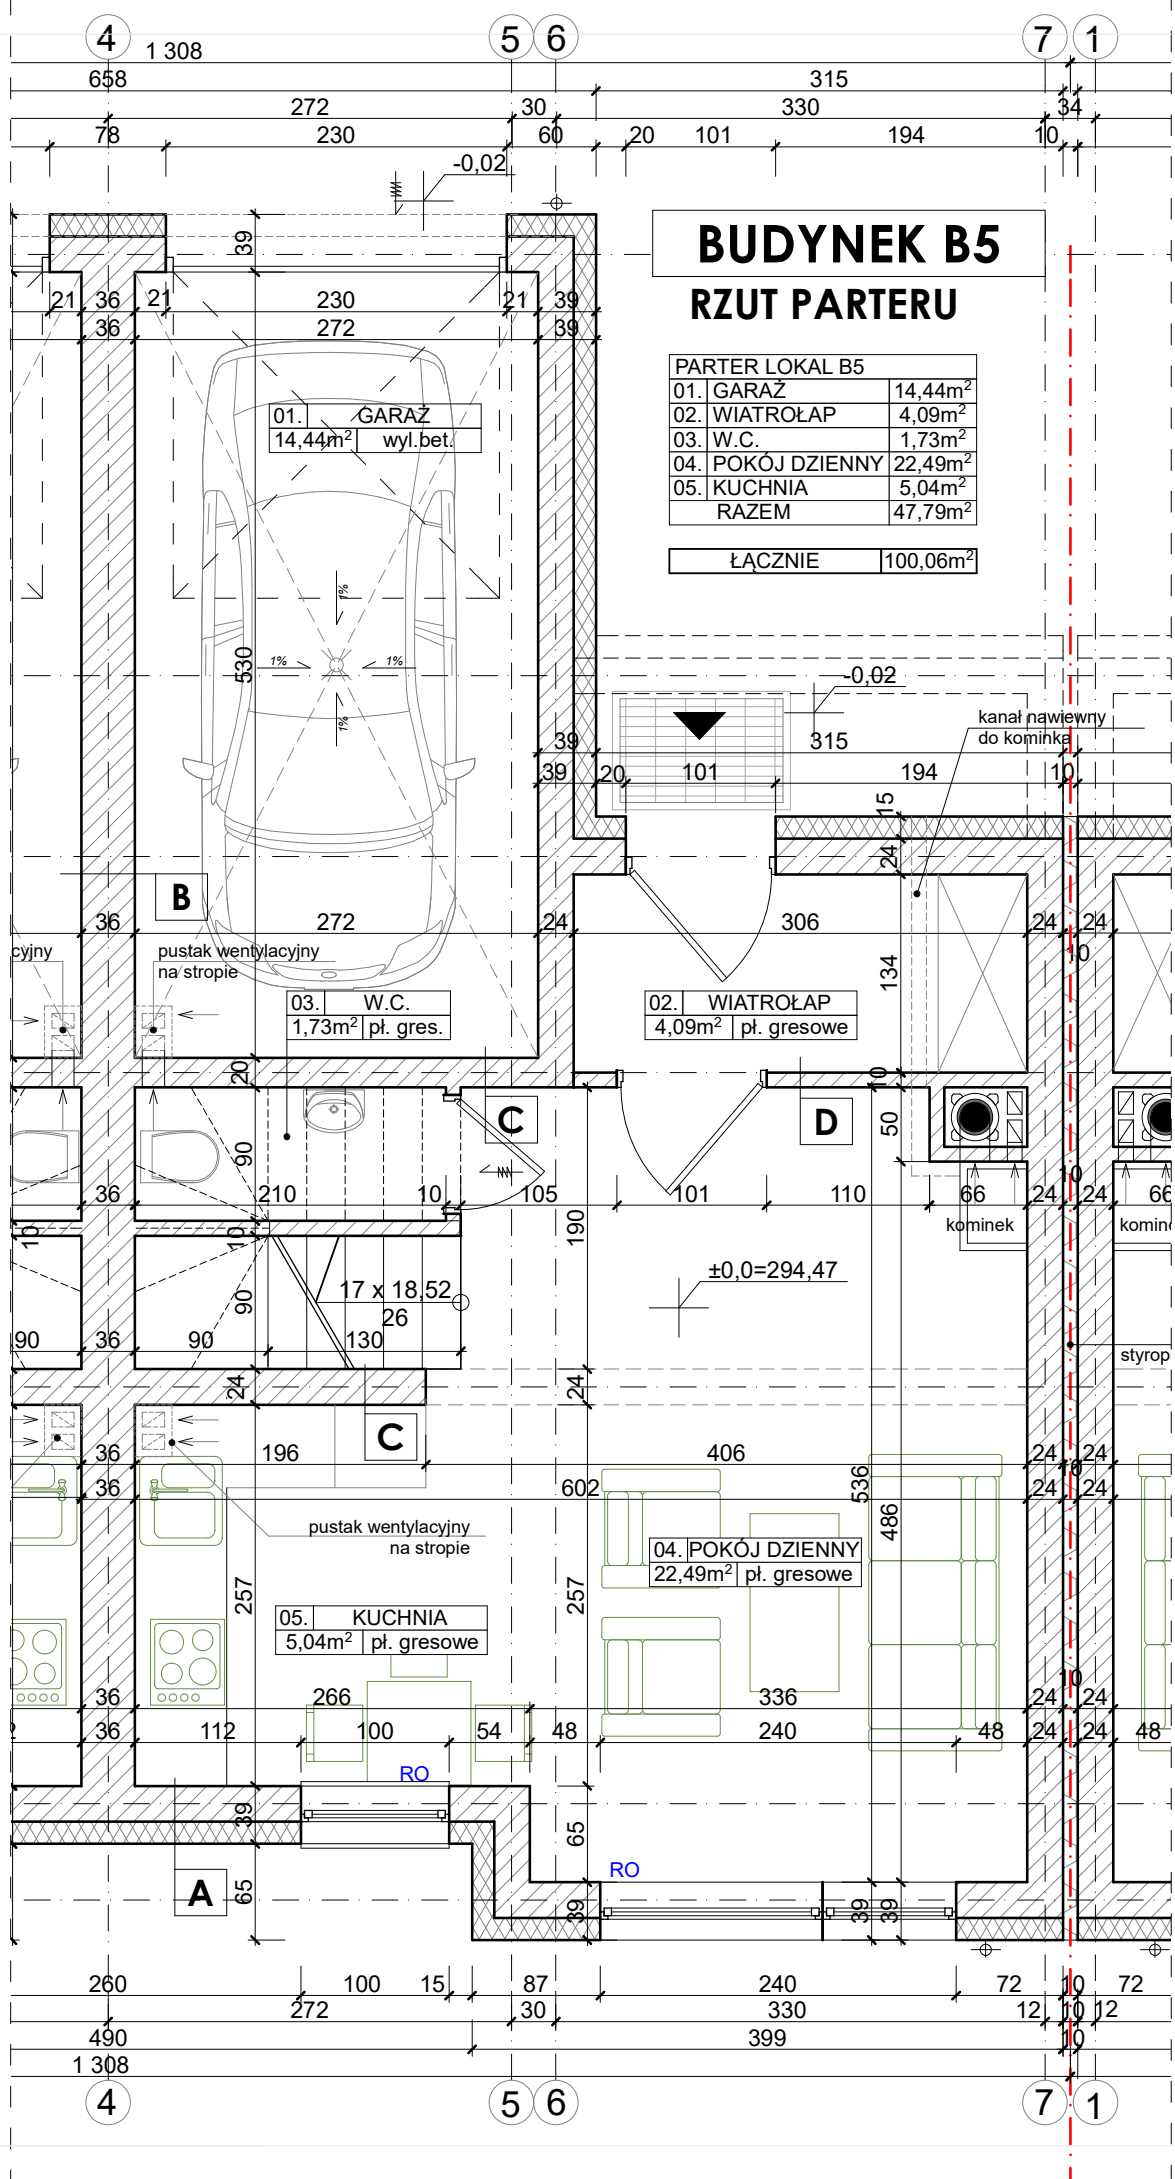 4 5 6 7 1
1 308
658 315
272 30 330 34
78 230 60 20 101 194 10
-0,02
BUDYNEK B5
RZUT PARTERU
39
21 36 21 230 21 39
36 272 39
PARTER LOKAL B5
01. GARAŻ 14,44m²
02. WIATROŁAP 4,09m²
03. W.C. 1,73m²
04. POKÓJ DZIENNY 22,49m²
05. KUCHNIA 5,04m²
RAZEM 47,79m²
ŁĄCZNIE 100,06m²
01. GARAŻ
14,44m² wyl.bet.
1%
530
1% 1%
1%
-0,02
kanał nawiewny
do kominka
39 315
39 20 101 194 10
15
24
B
36 272 24 306 24 24
10
cyjny
pustak wentylacyjny
na stropie
134
03. W.C.
1,73m² pł. gres.
02. WIATROŁAP
4,09m² pł. gresowe
20
10
C
D
50
90
10
36 210 10 105 101 110 66 24 24 66
kominek
komin
10 10
190
±0,0=294,47
17 x 18,52
26
90
90 36 90 130
styrop
24 24
C
36 196 406 24 24
10
36 602 24 24
536
486
pustak wentylacyjny
na stropie
04. POKÓJ DZIENNY
22,49m² pł. gresowe
257 257
05. KUCHNIA
5,04m² pł. gresowe
10
36 266 336 24 24
36 112 100 54 48 240 48 24 24 48
RO
39
65
RO
A
65
39 39 39
260 100 15 87 240 72 10 72
272 30 330 12 10 12
490 399 10
1 308
4 5 6 7 1